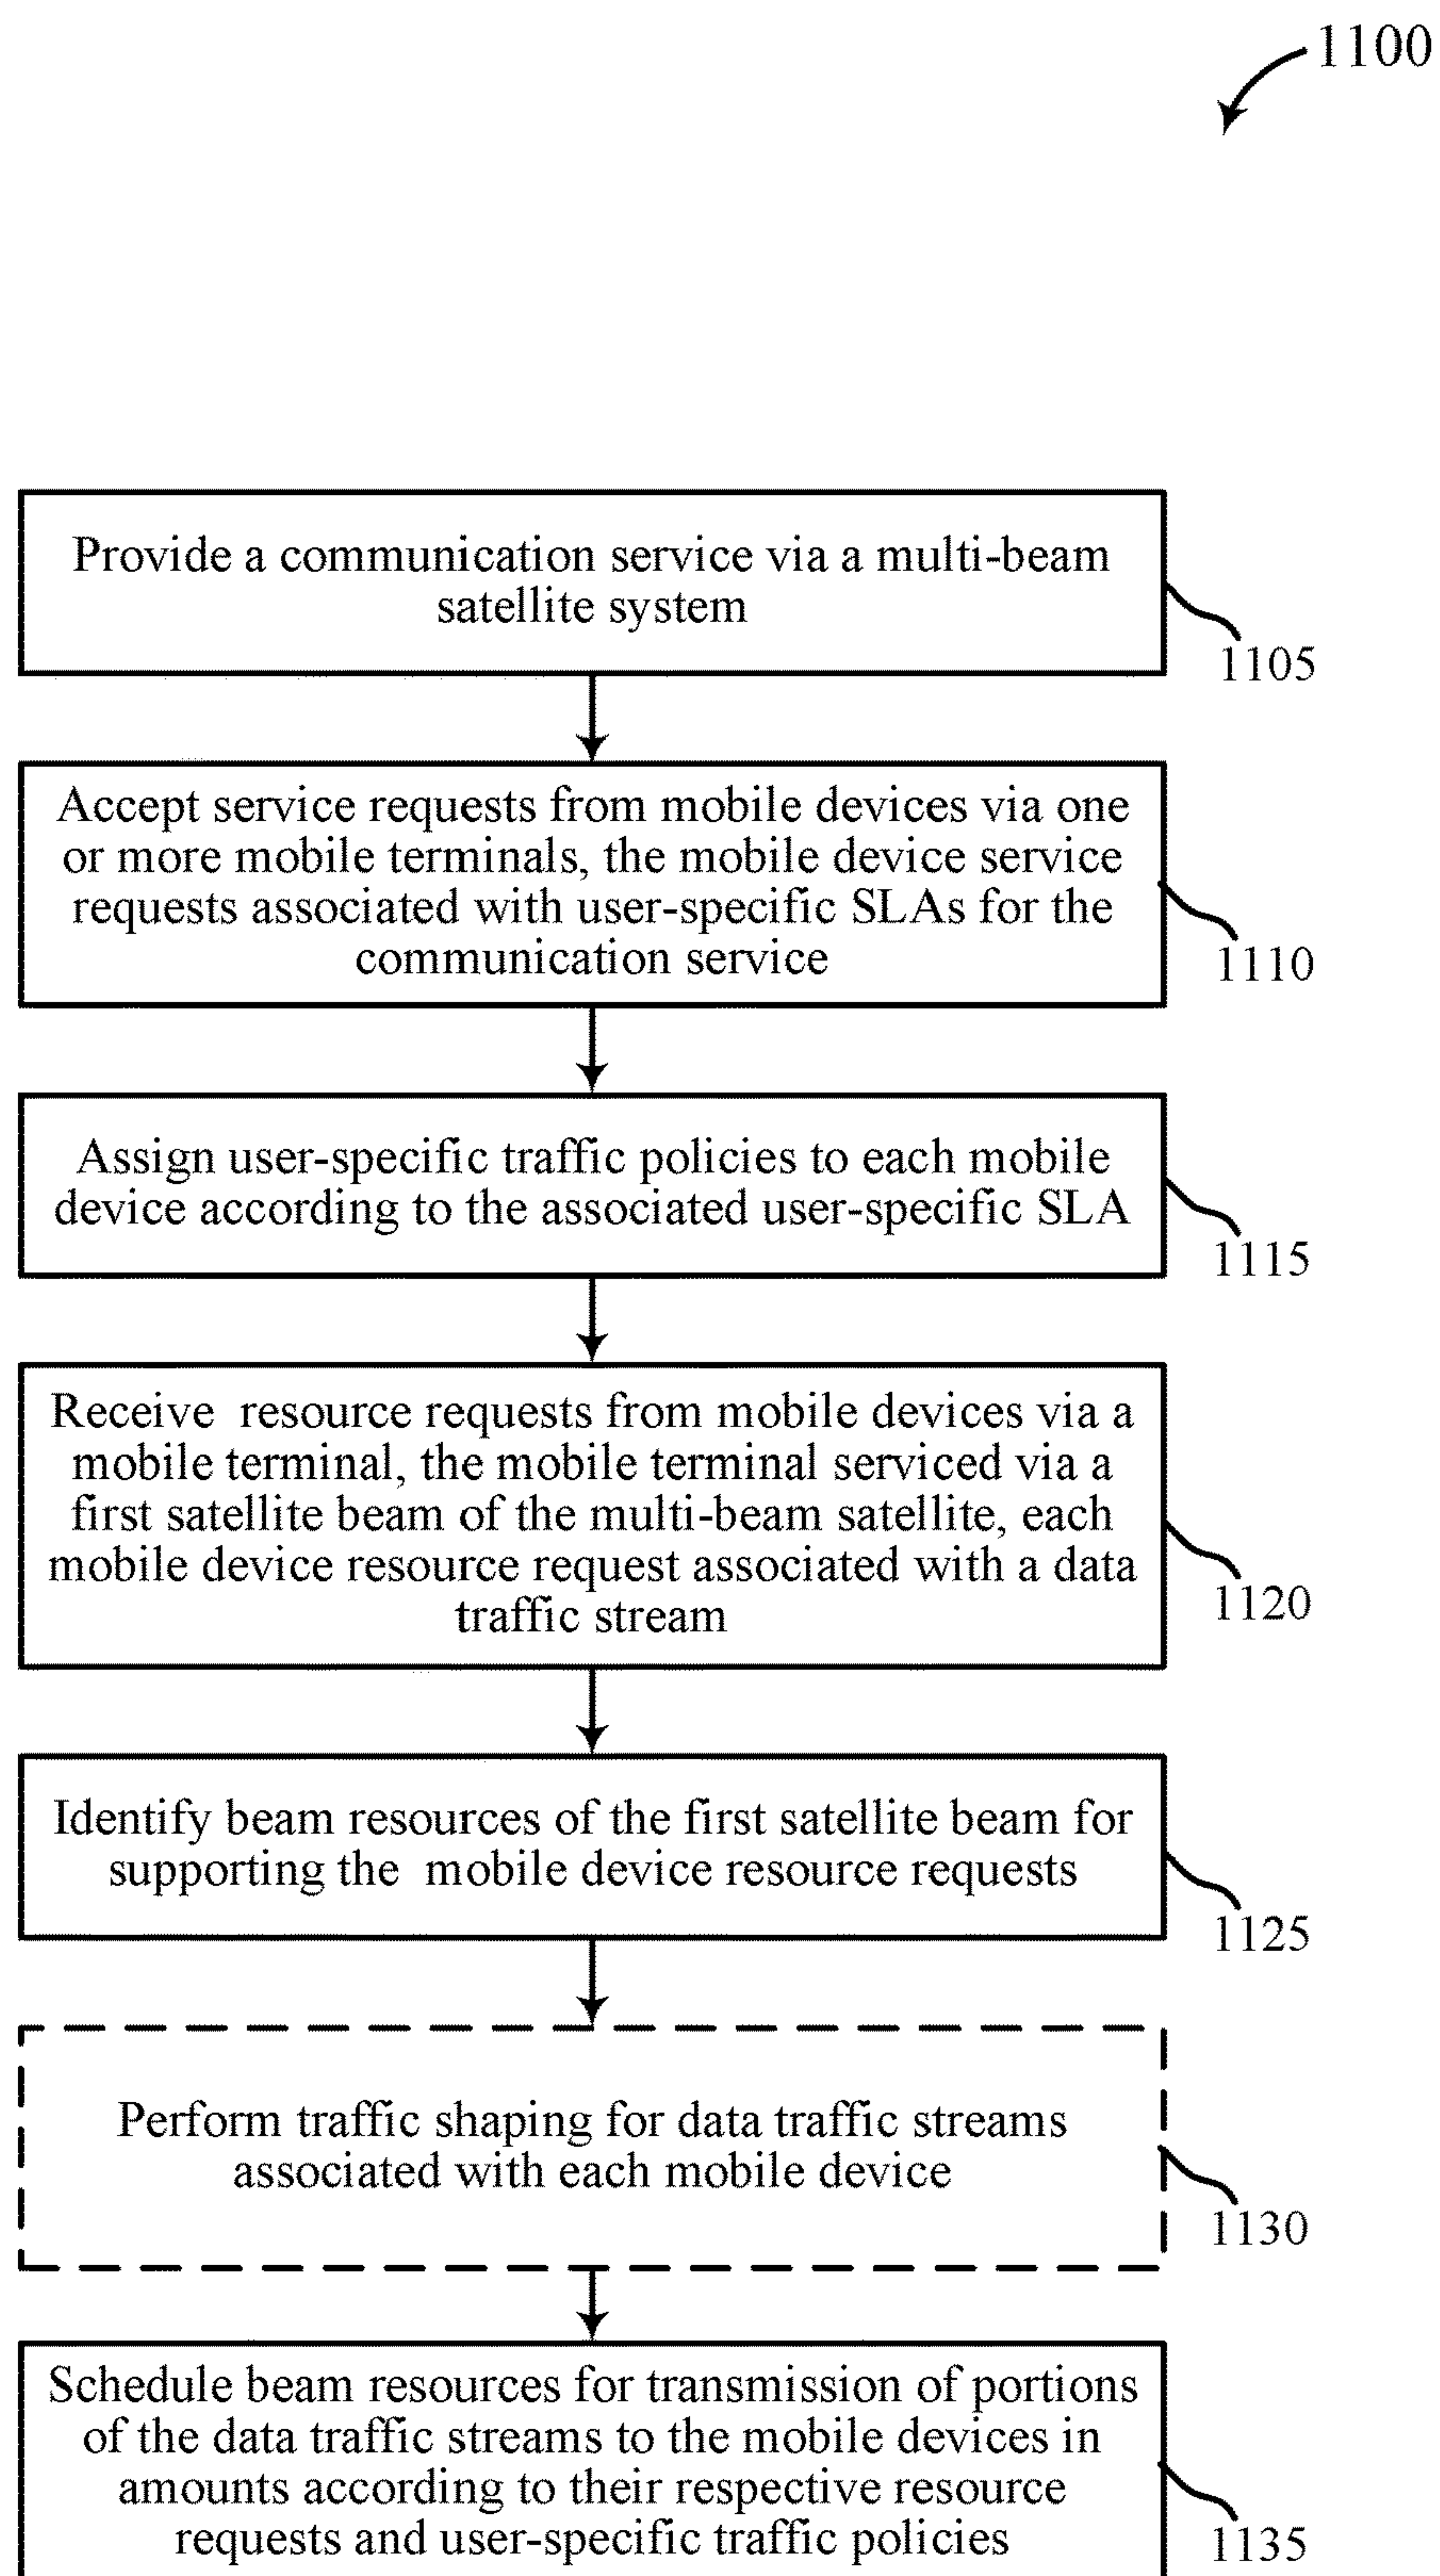 1100
Provide a communication service via a multi-beam
satellite system
1105
Accept service requests from mobile devices via one
or more mobile terminals, the mobile device service
requests associated with user-specific SLAs for the
communication service
1110
Assign user-specific traffic policies to each mobile
device according to the associated user-specific SLA
1115
Receive resource requests from mobile devices via a
mobile terminal, the mobile terminal serviced via a
first satellite beam of the multi-beam satellite, each
mobile device resource request associated with a data
traffic stream
1120
Identify beam resources of the first satellite beam for
supporting the mobile device resource requests
1125
Perform traffic shaping for data traffic streams
associated with each mobile device
1130
Schedule beam resources for transmission of portions
of the data traffic streams to the mobile devices in
amounts according to their respective resource
requests and user-specific traffic policies
1135